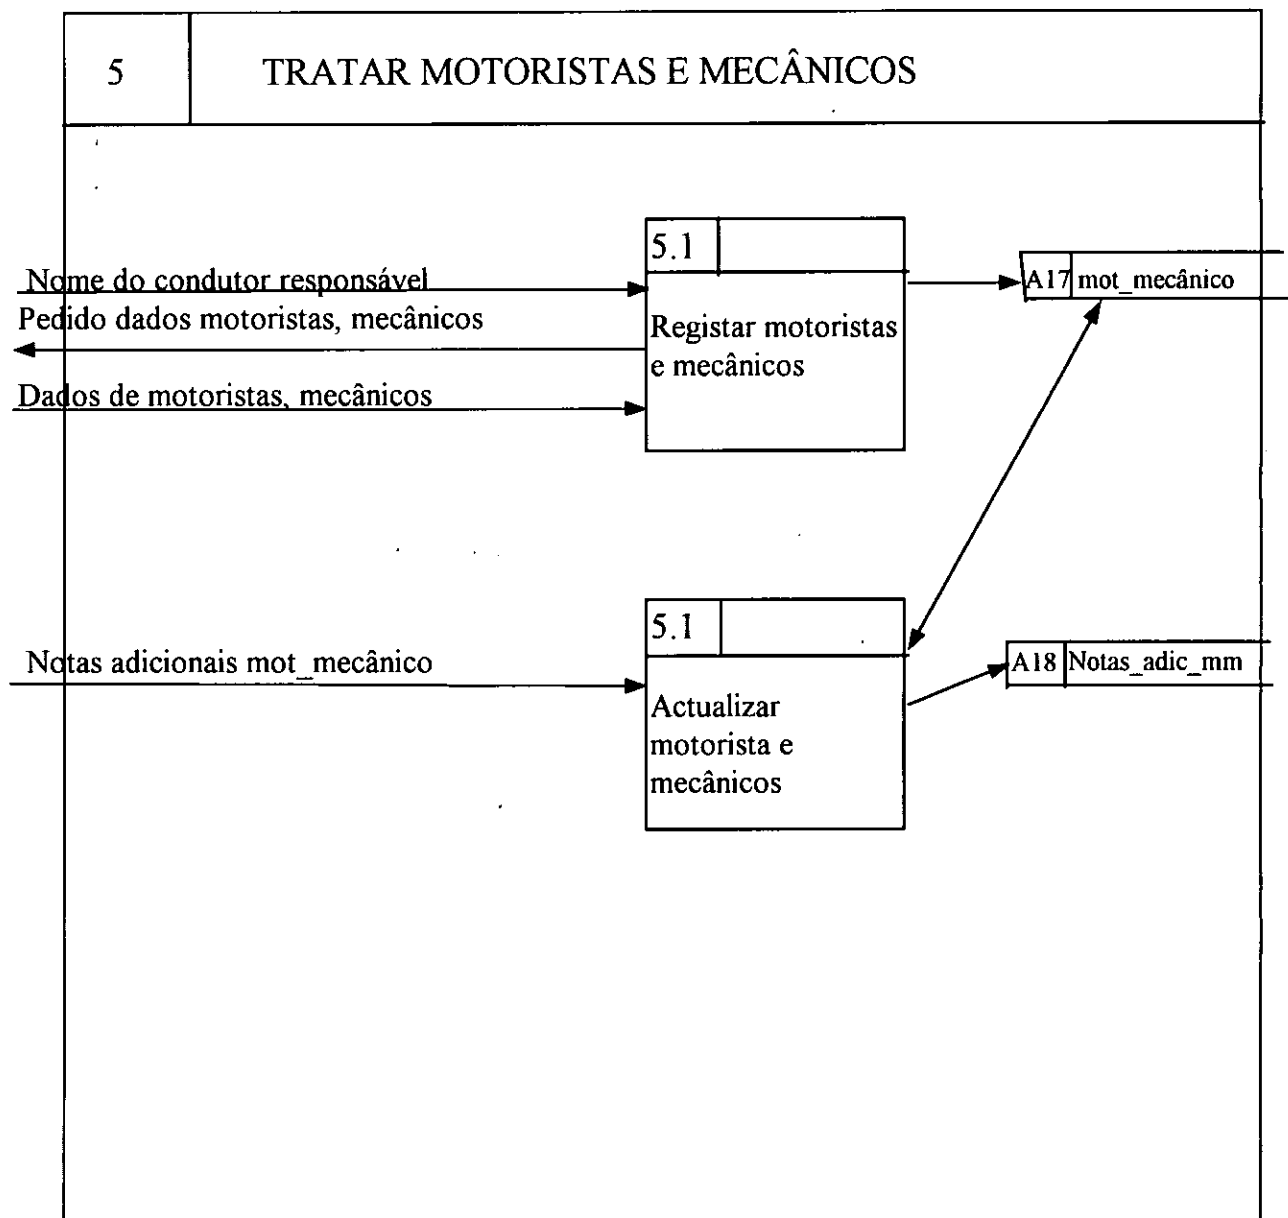 5 TRATAR MOTORISTAS E MECÂNICOS
5.1
Nome do condutor responsável
A17 mot_mecânico
Pedido dados motoristas, mecânicos
Registar motoristas
e mecânicos
Dados de motoristas, mecânicos
5.1
Notas adicionais mot_mecânico
A18 Notas_adic_mm
Actualizar
motorista e
mecânicos